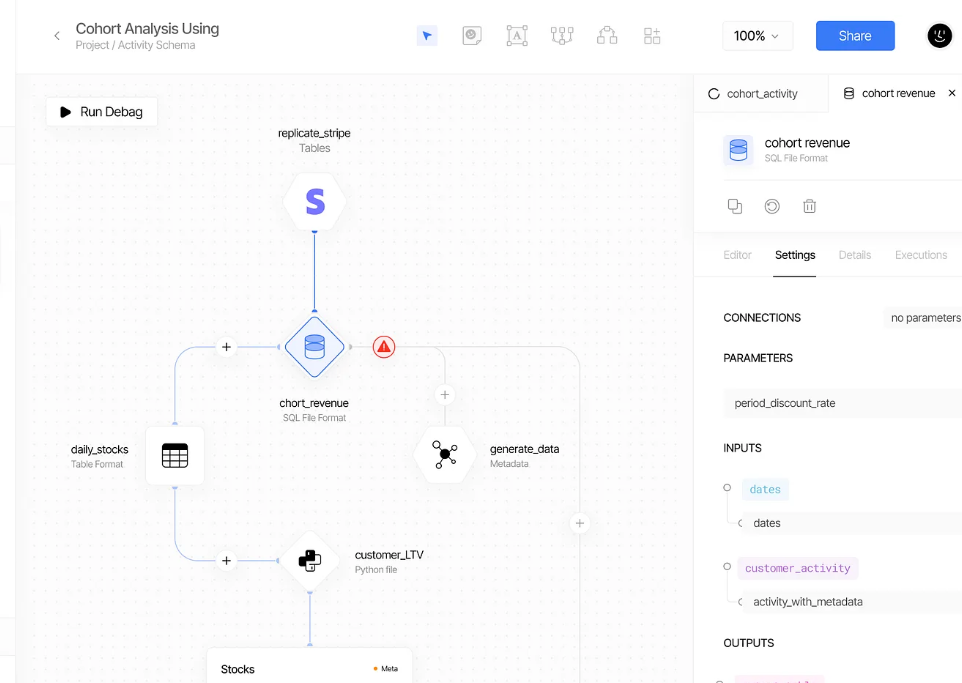 Cohort Analysis Using
Project / Activity Schema
A
100%
Share
cohort_activity
cohort revenue
Run Debag
cohort revenue
SQL File Format
replicate_stripe
Tables
S
Editor
Settings
Details
Executions
CONNECTIONS
no parameters
PARAMETERS
period_discount_rate
chort_revenue
SQL File Format
INPUTS
daily_stocks
Table Format
generate_data
Metadata
dates
dates
customer_LTV
Python file
customer_activity
activity_with_metadata
OUTPUTS
Stocks
Meta